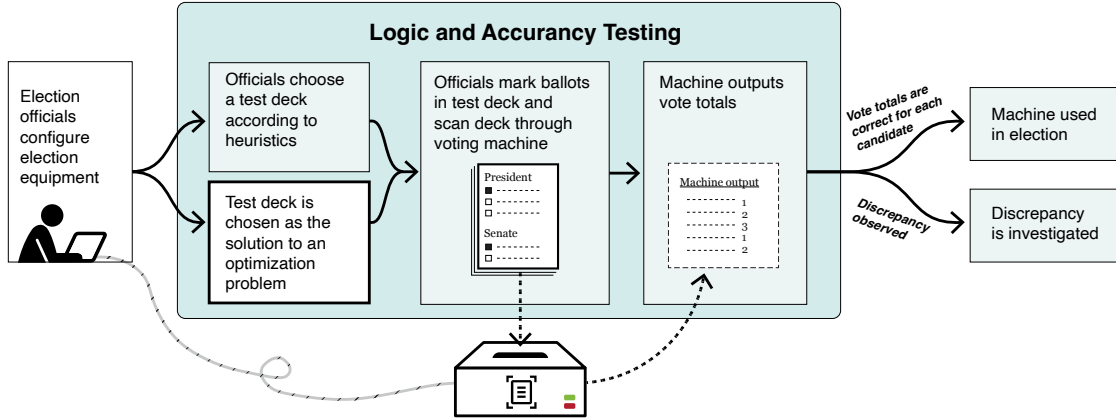 Logic and Accurancy Testing
Election
officials
configure
election
equipment
Officials choose
a test deck
according to
heuristics
Test deck is
chosen as the
solution to an
optimization
problem
Officials mark ballots
in test deck and
scan deck through
voting machine
President
Senate
Machine outputs
vote totals
Machine output
1
2
3
1
2
Vote totals are
correct for each
candidate
Discrepancy
observed
Machine used
in election
Discrepancy
is investigated